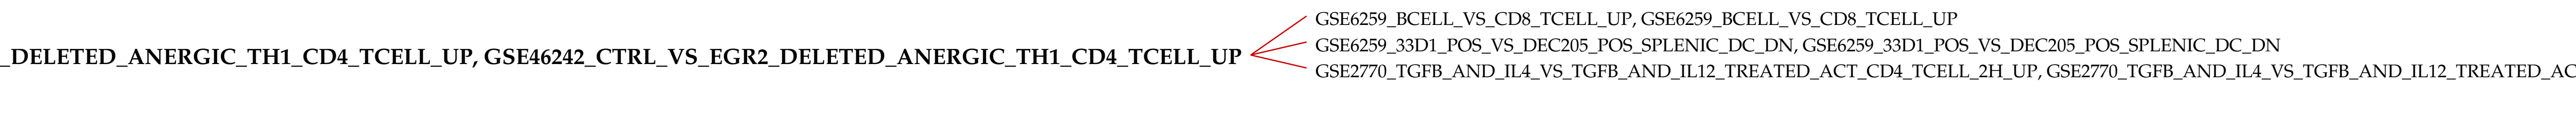 GSE6259_BCELL_VS_CD8_TCELL_UP, GSE6259_BCELL_VS_CD8_TCELL_UP
_DELETED_ANERGIC_TH1_CD4_TCELL_UP, GSE46242_CTRL_VS_EGR2_DELETED_ANERGIC_TH1_CD4_TCELL_UP
GSE6259_33D1_POS_VS_DEC205_POS_SPLENIC_DC_DN, GSE6259_33D1_POS_VS_DEC205_POS_SPLENIC_DC_DN
GSE2770_TGFB_AND_IL4_VS_TGFB_AND_IL12_TREATED_ACT_CD4_TCELL_2H_UP, GSE2770_TGFB_AND_IL4_VS_TGFB_AND_IL12_TREATED_AC